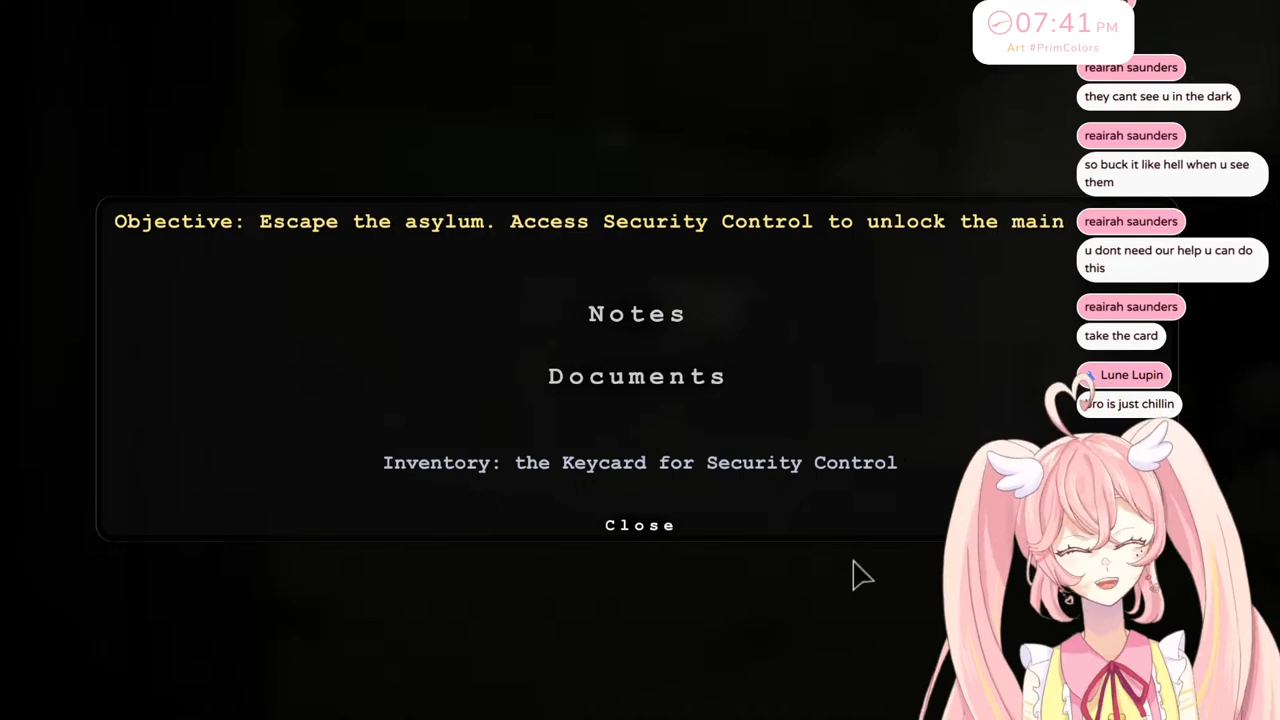 07:41 PM
Art #PrimColors
reairah saunders
they cant see u in the dark
reairah saunders
so buck it like hell when u see
them
reairah saunders
u dont need our help u can do
this
reairah saunders
take the card
Lune Lupin
bro is just chillin
Objective: Escape the asylum. Access Security Control to unlock the main
Notes
Documents
Inventory: the Keycard for Security Control
Close